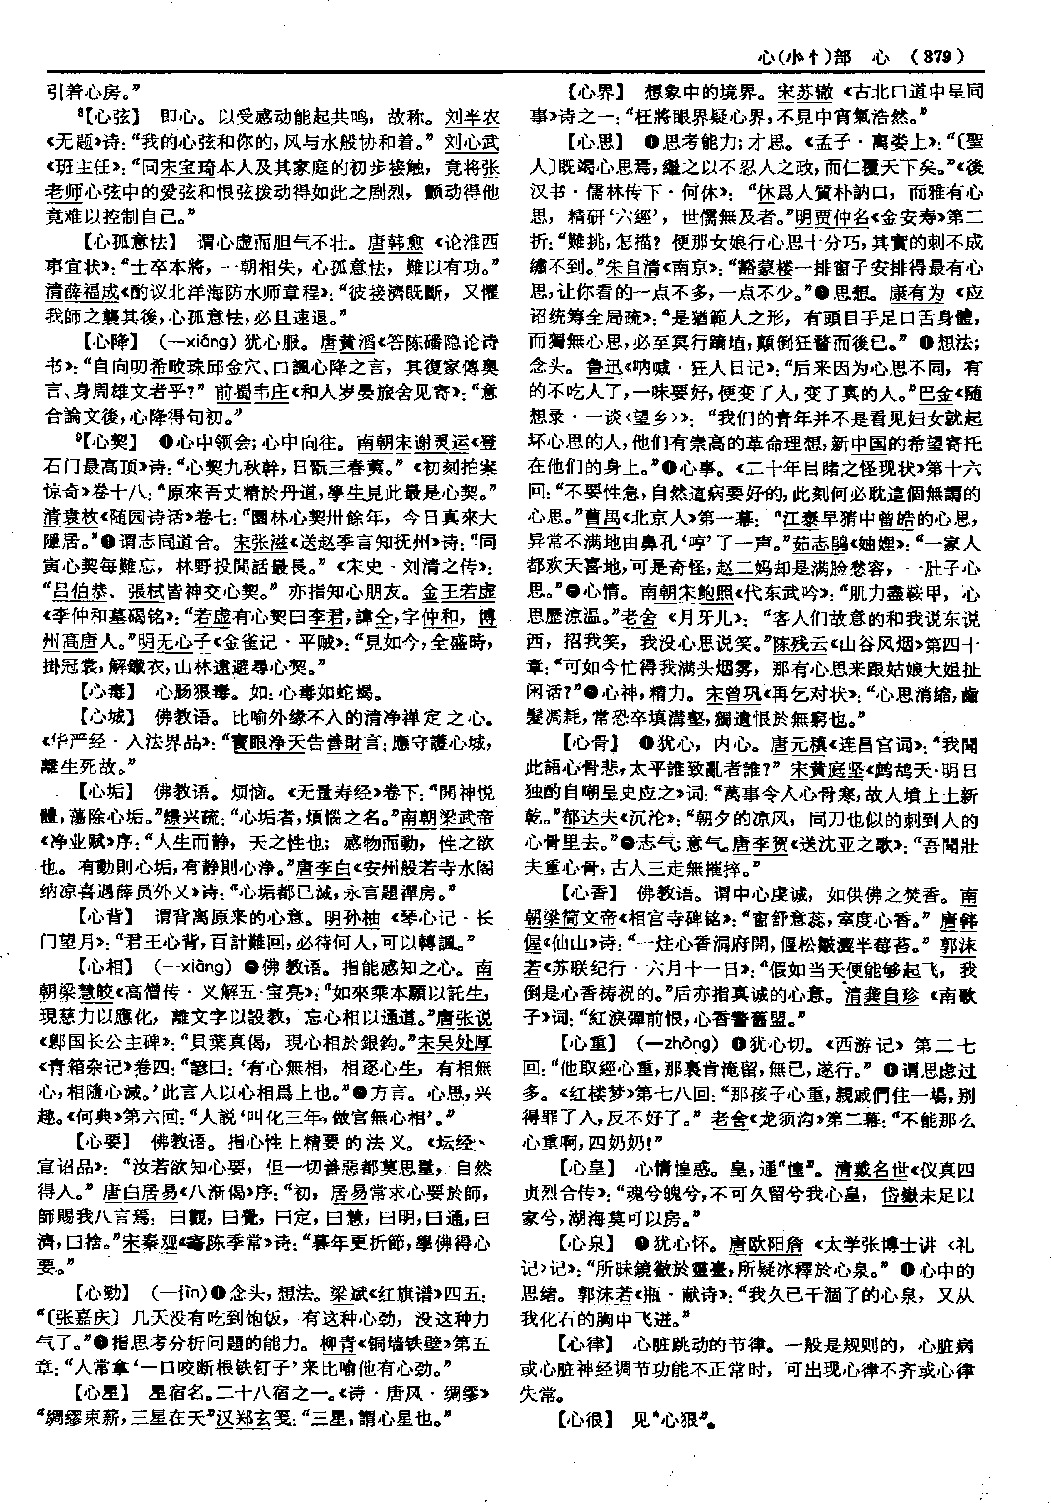 心(小忄)部 心 (379)
引着心房。”
⁸【心弦】 即心。以受感动能起共鸣，故称。刘半农
《无题》诗：“我的心弦和你的，风与水般协和着。”刘心武
《班主任》：“同宋宝琦本人及其家庭的初步接触，竟将张
老师心弦中的爱弦和恨弦拨动得如此之剧烈，颤动得他
竟难以控制自己。”
【心孤意怯】 谓心虚而胆气不壮。唐韩愈《论淮西
事宜状》：“士卒本將，一朝相失，心孤意怯，難以有功。”
清薛福成《酌议北洋海防水师章程》：“彼接濟既斷，又懼
我師之襲其後，心孤意怯，必且速退。”
【心降】 (—xiáng) 犹心服。唐黄滔《答陈磻隐论诗
书》：“自向叨希畋珠邱金穴、口諷心降之言，其復家傳奥
言、身周雄文者乎？”前蜀韦庄《和人岁晏旅舍见寄》：“意
合論文後，心降得句初。”
⁹【心契】 ❶心中领会；心中向往。南朝宋谢灵运《登
石门最高顶》诗：“心契九秋幹，日翫三春荑。”《初刻拍案
惊奇》卷十八：“原來吾丈精於丹道，學生見此最是心契。”
清袁枚《随园诗话》卷七：“園林心契卅餘年，今日真來大
隱居。”❷谓志同道合。宋张滋《送赵季言知抚州》诗：“同
寅心契每難忘，林野投閒話最長。”《宋史·刘清之传》：
“吕伯恭、張栻皆神交心契。”亦指知心朋友。金王若虚
《李仲和墓碣铭》：“若虚有心契曰李君，諱全，字仲和，博
州高唐人。”明无心子《金雀记·平贼》：“見如今，全盛時，
掛冠裳，解鐵衣，山林遠避尋心契。”
【心毒】 心肠狠毒。如：心毒如蛇蝎。
【心城】 佛教语。比喻外缘不入的清净禅定之心。
《华严经·入法界品》：“寶眼净天告善財言：應守護心城，
離生死故。”
【心垢】 佛教语。烦恼。《无量寿经》卷下：“開神悦
體，蕩除心垢。”璟兴疏：“心垢者，煩惱之名。”南朝梁武帝
《净业赋》序：“人生而静，天之性也；感物而動，性之欲
也。有動則心垢，有静則心净。”唐李白《安州般若寺水阁
纳凉喜遇薛员外乂》诗：“心垢都已滅，永言題禪房。”
【心背】 谓背离原来的心意。明孙柚《琴心记·长
门望月》：“君王心背，百計難回，必待何人，可以轉諷。”
【心相】 (—xiàng) ❶佛教语。指能感知之心。南
朝梁慧皎《高僧传·义解五·宝亮》：“如來乘本願以託生，
現慈力以應化，離文字以設教，忘心相以通道。”唐张说
《鄎国长公主碑》：“貝葉真偈，現心相於銀鈎。”宋吴处厚
《青箱杂记》卷四：“諺曰：‘有心無相，相逐心生，有相無
心，相隨心滅。’此言人以心相爲上也。”❷方言。心思，兴
趣。《何典》第六回：“人說‘叫化三年，做官無心相’。”
【心要】 佛教语。指心性上精要的法义。《坛经·
宣诏品》：“汝若欲知心要，但一切善惡都莫思量，自然
得入。”唐白居易《八渐偈》序：“初，居易常求心要於師，
師賜我八言焉：曰觀，曰覺，曰定，曰慧，曰明，曰通，曰
濟，曰捨。”宋秦观《寄陈季常》诗：“暮年更折節，學佛得心
要。”
【心劲】 (—jìn)❶念头，想法。梁斌《红旗谱》四五：
“〔张嘉庆〕几天没有吃到饱饭，有这种心劲，没这种力
气了。”❷指思考分析问题的能力。柳青《铜墙铁壁》第五
章：“人常拿‘一口咬断根铁钉子’来比喻他有心劲。”
【心星】 星宿名。二十八宿之一。《诗·唐风·绸缪》
“綢缪束薪，三星在天”汉郑玄笺：“三星，謂心星也。”
【心界】 想象中的境界。宋苏辙《古北口道中呈同
事》诗之一：“枉將眼界疑心界，不見中宵氣浩然。”
【心思】 ❶思考能力；才思。《孟子·离娄上》：“〔聖
人〕既竭心思焉，繼之以不忍人之政，而仁覆天下矣。”《後
汉书·儒林传下·何休》：“休爲人質朴訥口，而雅有心
思，精研‘六經’，世儒無及者。”明贾仲名《金安寿》第二
折：“難挑，怎描？便那女娘行心思十分巧，其實的刺不成
繡不到。”朱自清《南京》：“豁蒙楼一排窗子安排得最有心
思，让你看的一点不多，一点不少。”❷思想。康有为《应
诏统筹全局疏》：“是猶範人之形，有頭目手足口舌身體，
而獨無心思，必至冥行蹢埴，顛倒狂瞽而後已。”❸想法；
念头。鲁迅《呐喊·狂人日记》：“后来因为心思不同，有
的不吃人了，一味要好，便变了人，变了真的人。”巴金《随
想录·一谈〈望乡〉》：“我们的青年并不是看见妇女就起
坏心思的人，他们有崇高的革命理想，新中国的希望寄托
在他们的身上。”❹心事。《二十年目睹之怪现状》第十六
回：“不要性急，自然這病要好的，此刻何必耽這個無謂的
心思。”曹禺《北京人》第一幕：“江泰早猜中曾皓的心思，
异常不满地由鼻孔‘哼’了一声。”茹志鹃《妯娌》：“一家人
都欢天喜地，可是奇怪，赵二妈却是满脸愁容，一肚子心
思。”❺心情。南朝宋鲍照《代东武吟》：“肌力盡鞍甲，心
思歷涼温。”老舍《月牙儿》：“客人们故意的和我说东说
西，招我笑，我没心思说笑。”陈残云《山谷风烟》第四十
章：“可如今忙得我满头烟雾，那有心思来跟姑娘大姐扯
闲话？”❻心神，精力。宋曾巩《再乞对状》：“心思消缩，齒
髮凋耗，常恐卒填溝壑，獨遺恨於無窮也。”
【心骨】 ❶犹心，内心。唐元稹《连昌宫词》：“我聞
此語心骨悲，太平誰致亂者誰？”宋黄庭坚《鹧鸪天·明日
独酌自嘲呈史应之》词：“萬事令人心骨寒，故人墳上土新
乾。”郁达夫《沉沦》：“朝夕的凉风，同刀也似的刺到人的
心骨里去。”❷志气；意气。唐李贺《送沈亚之歌》：“吾聞壯
夫重心骨，古人三走無摧捽。”
【心香】 佛教语。谓中心虔诚，如供佛之焚香。南
朝梁简文帝《相宫寺碑铭》：“窗舒意蕊，室度心香。”唐韩
偓《仙山》诗：“一炷心香洞府開，偃松皺澀半莓苔。”郭沫
若《苏联纪行·六月十一日》：“假如当天便能够起飞，我
倒是心香祷祝的。”后亦指真诚的心意。清龚自珍《南歌
子》词：“紅淚彈前恨，心香警舊盟。”
【心重】 (—zhòng) ❶犹心切。《西游记》第二七
回：“他取經心重，那裏肯淹留，無已，遂行。”❷谓思虑过
多。《红楼梦》第七八回：“那孩子心重，親戚們住一場，别
得罪了人，反不好了。”老舍《龙须沟》第二幕：“不能那么
心重啊，四奶奶！”
【心皇】 心情惶惑。皇，通“惶”。清戴名世《仪真四
贞烈合传》：“魂兮魄兮，不可久留兮我心皇，岱嶽未足以
家兮，湖海莫可以房。”
【心泉】 ❶犹心怀。唐欧阳詹《太学张博士讲〈礼
记〉记》：“所昧鏡徹於靈臺，所疑冰釋於心泉。”❷心中的
思绪。郭沫若《瓶·献诗》：“我久已干涸了的心泉，又从
我化石的胸中飞迸。”
【心律】 心脏跳动的节律。一般是规则的，心脏病
或心脏神经调节功能不正常时，可出现心律不齐或心律
失常。
【心很】 见“心狠”。